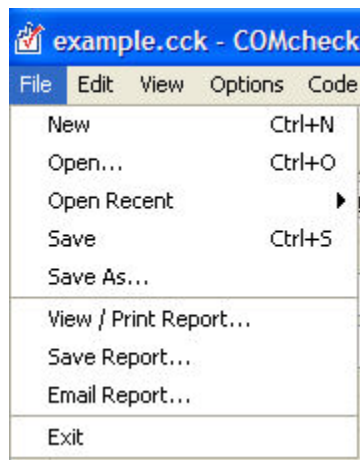 example.cck - COMcheck
File Edit View Options Code
New Ctrl+N
Open... Ctrl+O
Open Recent
Save Ctrl+S
Save As...
View / Print Report...
Save Report...
Email Report...
Exit